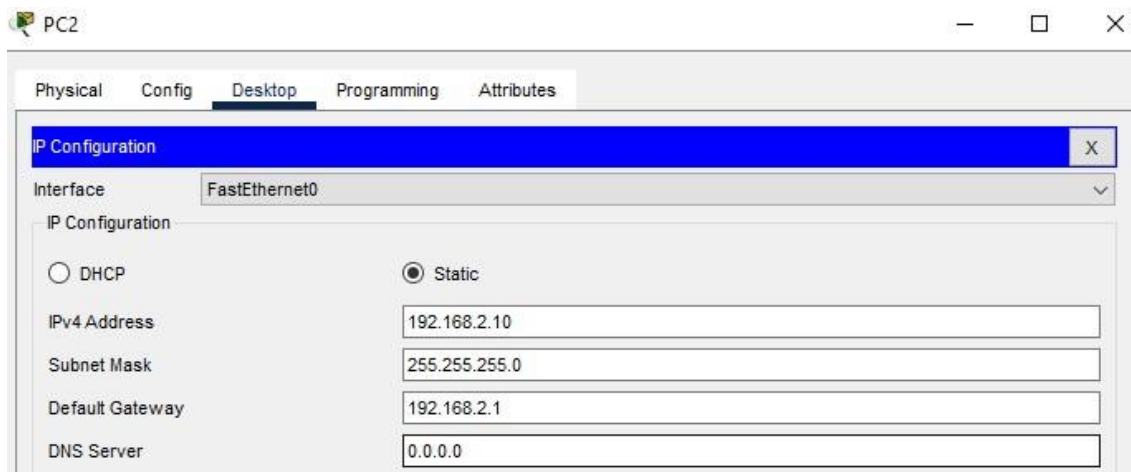 PC2
Physical Config Desktop Programming Attributes
IP Configuration X
Interface FastEthernet0
IP Configuration
DHCP Static
IPv4 Address 192.168.2.10
Subnet Mask 255.255.255.0
Default Gateway 192.168.2.1
DNS Server 0.0.0.0